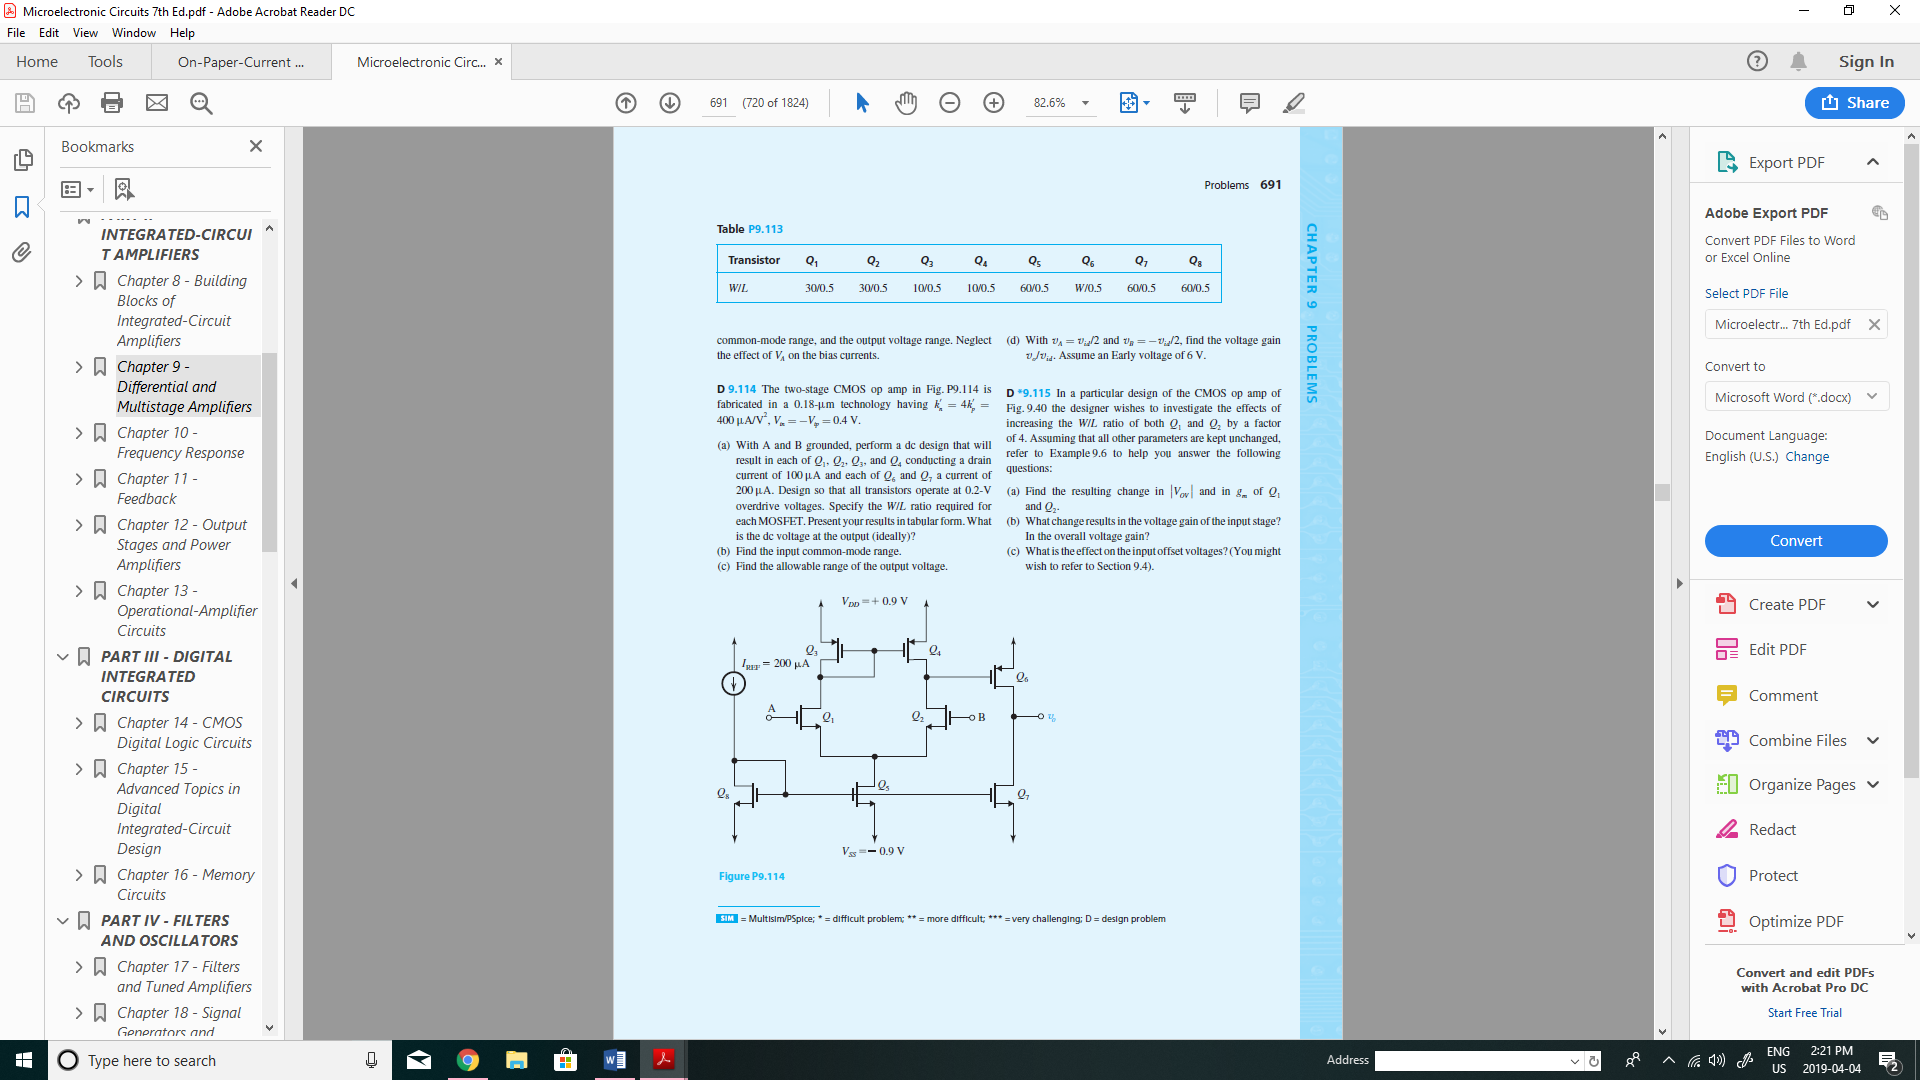 Microelectronic Circuits 7th Ed.pdf - Adobe Acrobat Reader DC
File Edit View Window Help
Home Tools On-Paper-Current ... Microelectronic Circ... ×
Sign In
691 (720 of 1824)
82.6%
Share
Bookmarks
INTEGRATED-CIRCUI
T AMPLIFIERS
Chapter 8 - Building
Blocks of
Integrated-Circuit
Amplifiers
Chapter 9 -
Differential and
Multistage Amplifiers
Chapter 10 -
Frequency Response
Chapter 11 -
Feedback
Chapter 12 - Output
Stages and Power
Amplifiers
Chapter 13 -
Operational-Amplifier
Circuits
PART III - DIGITAL
INTEGRATED
CIRCUITS
Chapter 14 - CMOS
Digital Logic Circuits
Chapter 15 -
Advanced Topics in
Digital
Integrated-Circuit
Design
Chapter 16 - Memory
Circuits
PART IV - FILTERS
AND OSCILLATORS
Chapter 17 - Filters
and Tuned Amplifiers
Chapter 18 - Signal
Generators and
Problems 691
CHAPTER 9 PROBLEMS
Table P9.113
Transistor Q₁ Q₂ Q₃ Q₄ Q₅ Q₆ Q₇ Q₈
W/L 30/0.5 30/0.5 10/0.5 10/0.5 60/0.5 W/0.5 60/0.5 60/0.5
common-mode range, and the output voltage range. Neglect
the effect of V_A on the bias currents.
D 9.114 The two-stage CMOS op amp in Fig. P9.114 is
fabricated in a 0.18-μm technology having k′ₙ = 4k′ₚ =
400 μA/V², Vₜₙ = −Vₜₚ = 0.4 V.
(a) With A and B grounded, perform a dc design that will
result in each of Q₁, Q₂, Q₃, and Q₄ conducting a drain
current of 100 μA and each of Q₆ and Q₇ a current of
200 μA. Design so that all transistors operate at 0.2-V
overdrive voltages. Specify the W/L ratio required for
each MOSFET. Present your results in tabular form. What
is the dc voltage at the output (ideally)?
(b) Find the input common-mode range.
(c) Find the allowable range of the output voltage.
(d) With v_A = v_id/2 and v_B = −v_id/2, find the voltage gain
v_o/v_id. Assume an Early voltage of 6 V.
D *9.115 In a particular design of the CMOS op amp of
Fig. 9.40 the designer wishes to investigate the effects of
increasing the W/L ratio of both Q₁ and Q₂ by a factor
of 4. Assuming that all other parameters are kept unchanged,
refer to Example 9.6 to help you answer the following
questions:
(a) Find the resulting change in |V_OV| and in g_m of Q₁
and Q₂.
(b) What change results in the voltage gain of the input stage?
In the overall voltage gain?
(c) What is the effect on the input offset voltages? (You might
wish to refer to Section 9.4).
V_DD = + 0.9 V
Q₃ Q₄
I_REF = 200 μA
Q₆
A Q₁ Q₂ B v_o
Q₈ Q₅ Q₇
V_SS = − 0.9 V
Figure P9.114
SIM = Multisim/PSpice; * = difficult problem; ** = more difficult; *** = very challenging; D = design problem
Export PDF
Adobe Export PDF
Convert PDF Files to Word
or Excel Online
Select PDF File
Microelectr... 7th Ed.pdf
Convert to
Microsoft Word (*.docx)
Document Language:
English (U.S.) Change
Convert
Create PDF
Edit PDF
Comment
Combine Files
Organize Pages
Redact
Protect
Optimize PDF
Convert and edit PDFs
with Acrobat Pro DC
Start Free Trial
Type here to search
Address
ENG
US
2:21 PM
2019-04-04
2